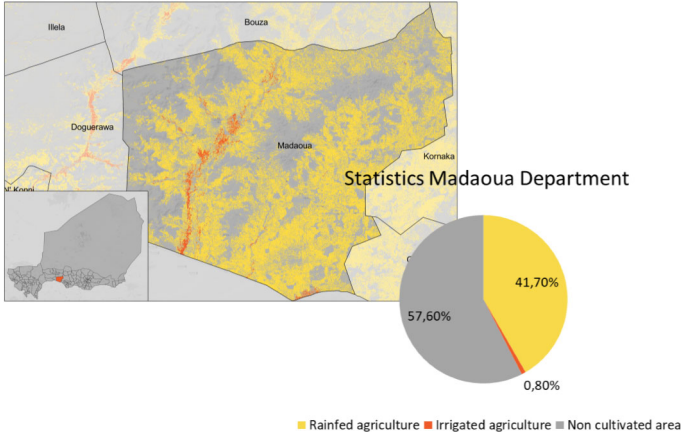 Illela
Bouza
Doguerawa
Madaoua
Kornaka
Konni
Statistics Madaoua Department
41,70%
57,60%
0,80%
Rainfed agriculture
Irrigated agriculture
Non cultivated area